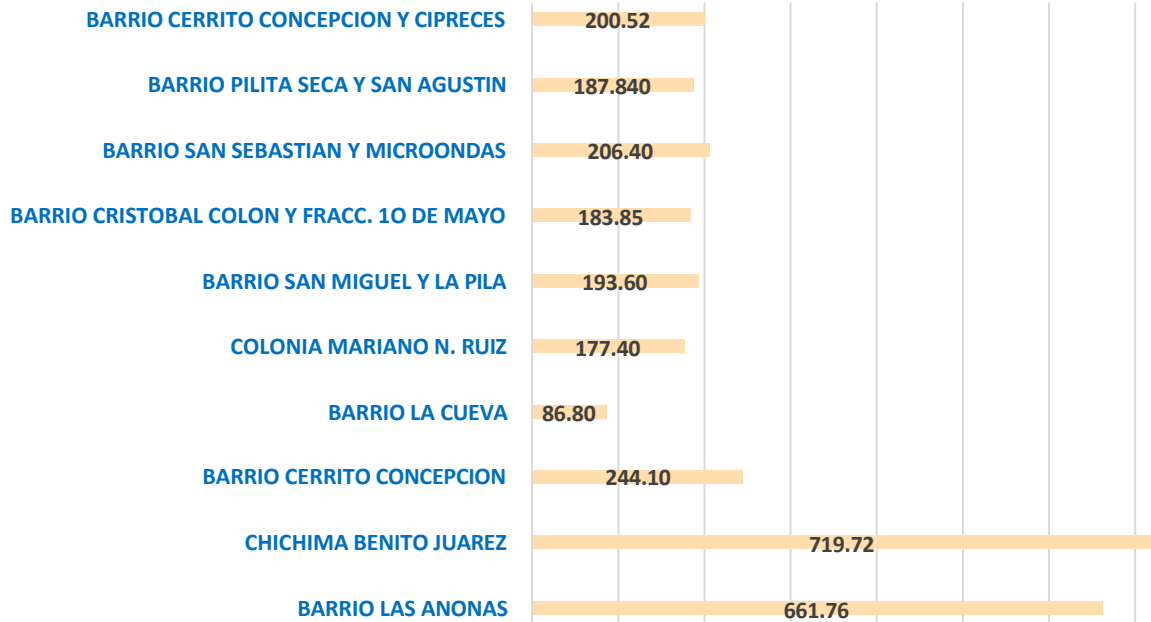 BARRIO CERRITO CONCEPCION Y CIPRECES 200.52
BARRIO PILITA SECA Y SAN AGUSTIN 187.840
BARRIO SAN SEBASTIAN Y MICROONDAS 206.40
BARRIO CRISTOBAL COLON Y FRACC. 1O DE MAYO 183.85
BARRIO SAN MIGUEL Y LA PILA 193.60
COLONIA MARIANO N. RUIZ 177.40
BARRIO LA CUEVA 86.80
BARRIO CERRITO CONCEPCION 244.10
CHICHIMA BENITO JUAREZ 719.72
BARRIO LAS ANONAS 661.76